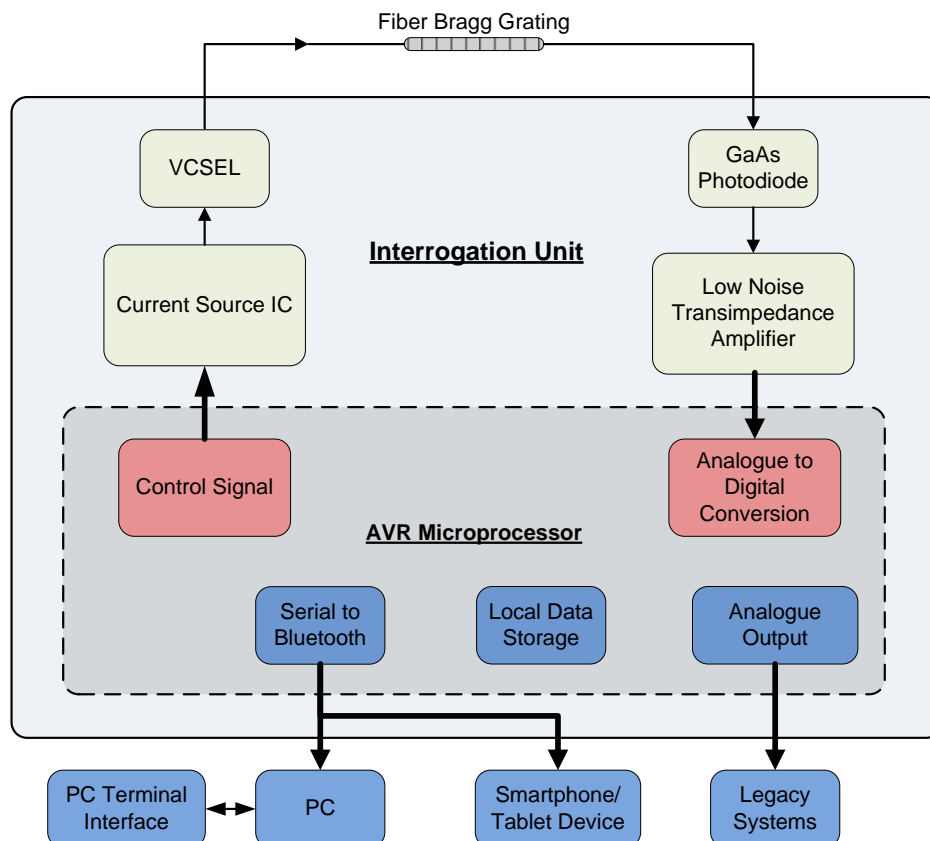 Fiber Bragg Grating
VCSEL
GaAs
Photodiode
Interrogation Unit
Current Source IC
Low Noise
Transimpedance
Amplifier
Control Signal
Analogue to
Digital
Conversion
AVR Microprocessor
Serial to
Bluetooth
Local Data
Storage
Analogue
Output
PC Terminal
Interface
PC
Smartphone/
Tablet Device
Legacy
Systems